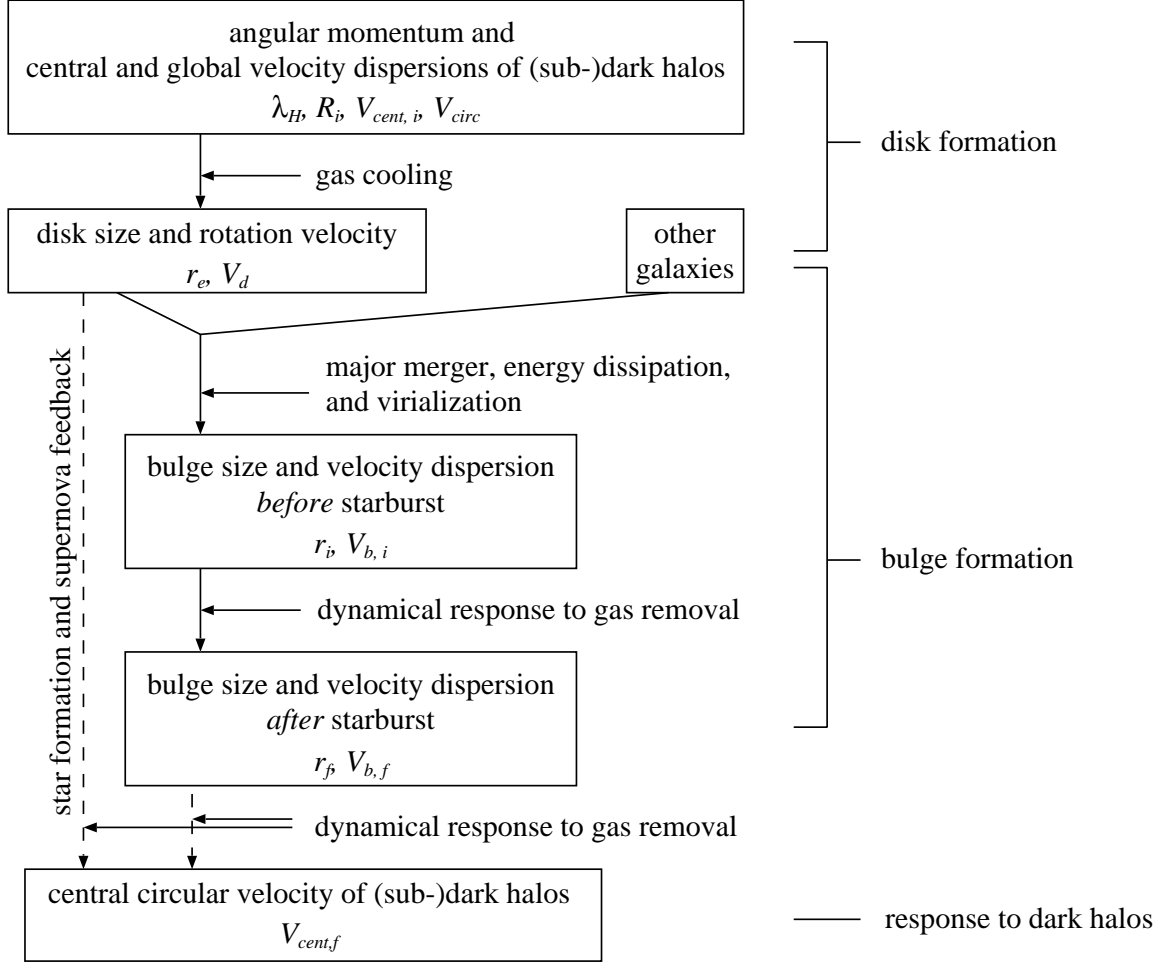 angular momentum and
central and global velocity dispersions of (sub-)dark halos
λH, Ri, Vcent, i, Vcirc
disk formation
gas cooling
disk size and rotation velocity
re, Vd
other
galaxies
star formation and supernova feedback
major merger, energy dissipation,
and virialization
bulge size and velocity dispersion
before starburst
ri, Vb, i
bulge formation
dynamical response to gas removal
bulge size and velocity dispersion
after starburst
rf, Vb, f
dynamical response to gas removal
central circular velocity of (sub-)dark halos
Vcent,f
response to dark halos